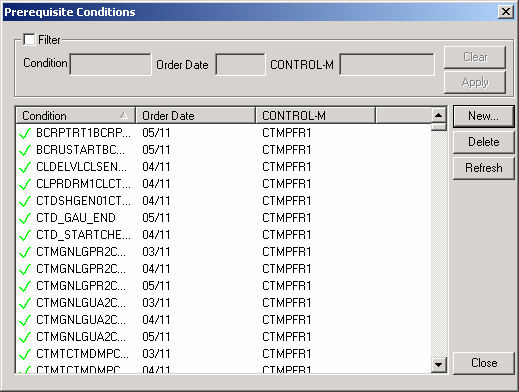 Prerequisite Conditions
Filter
Condition Order Date CONTROL-M Clear
Apply
Condition Order Date CONTROL-M New...
BCRPTRT1BCRP... 05/11 CTMPFR1
BCRUSTARTBC... 05/11 CTMPFR1 Delete
CLDELVLCLSEN... 04/11 CTMPFR1 Refresh
CLPRDRM1CLCT... 04/11 CTMPFR1
CTDSHGEN01CT... 04/11 CTMPFR1
CTD_GAU_END 05/11 CTMPFR1
CTD_STARTCHE... 04/11 CTMPFR1
CTMGNLGPR2C... 03/11 CTMPFR1
CTMGNLGPR2C... 04/11 CTMPFR1
CTMGNLGPR2C... 05/11 CTMPFR1
CTMGNLGUA2C... 03/11 CTMPFR1
CTMGNLGUA2C... 04/11 CTMPFR1
CTMGNLGUA2C... 05/11 CTMPFR1
CTMTCTMDMPC... 03/11 CTMPFR1 Close
CTMTCTMDMPC... 04/11 CTMPFR1